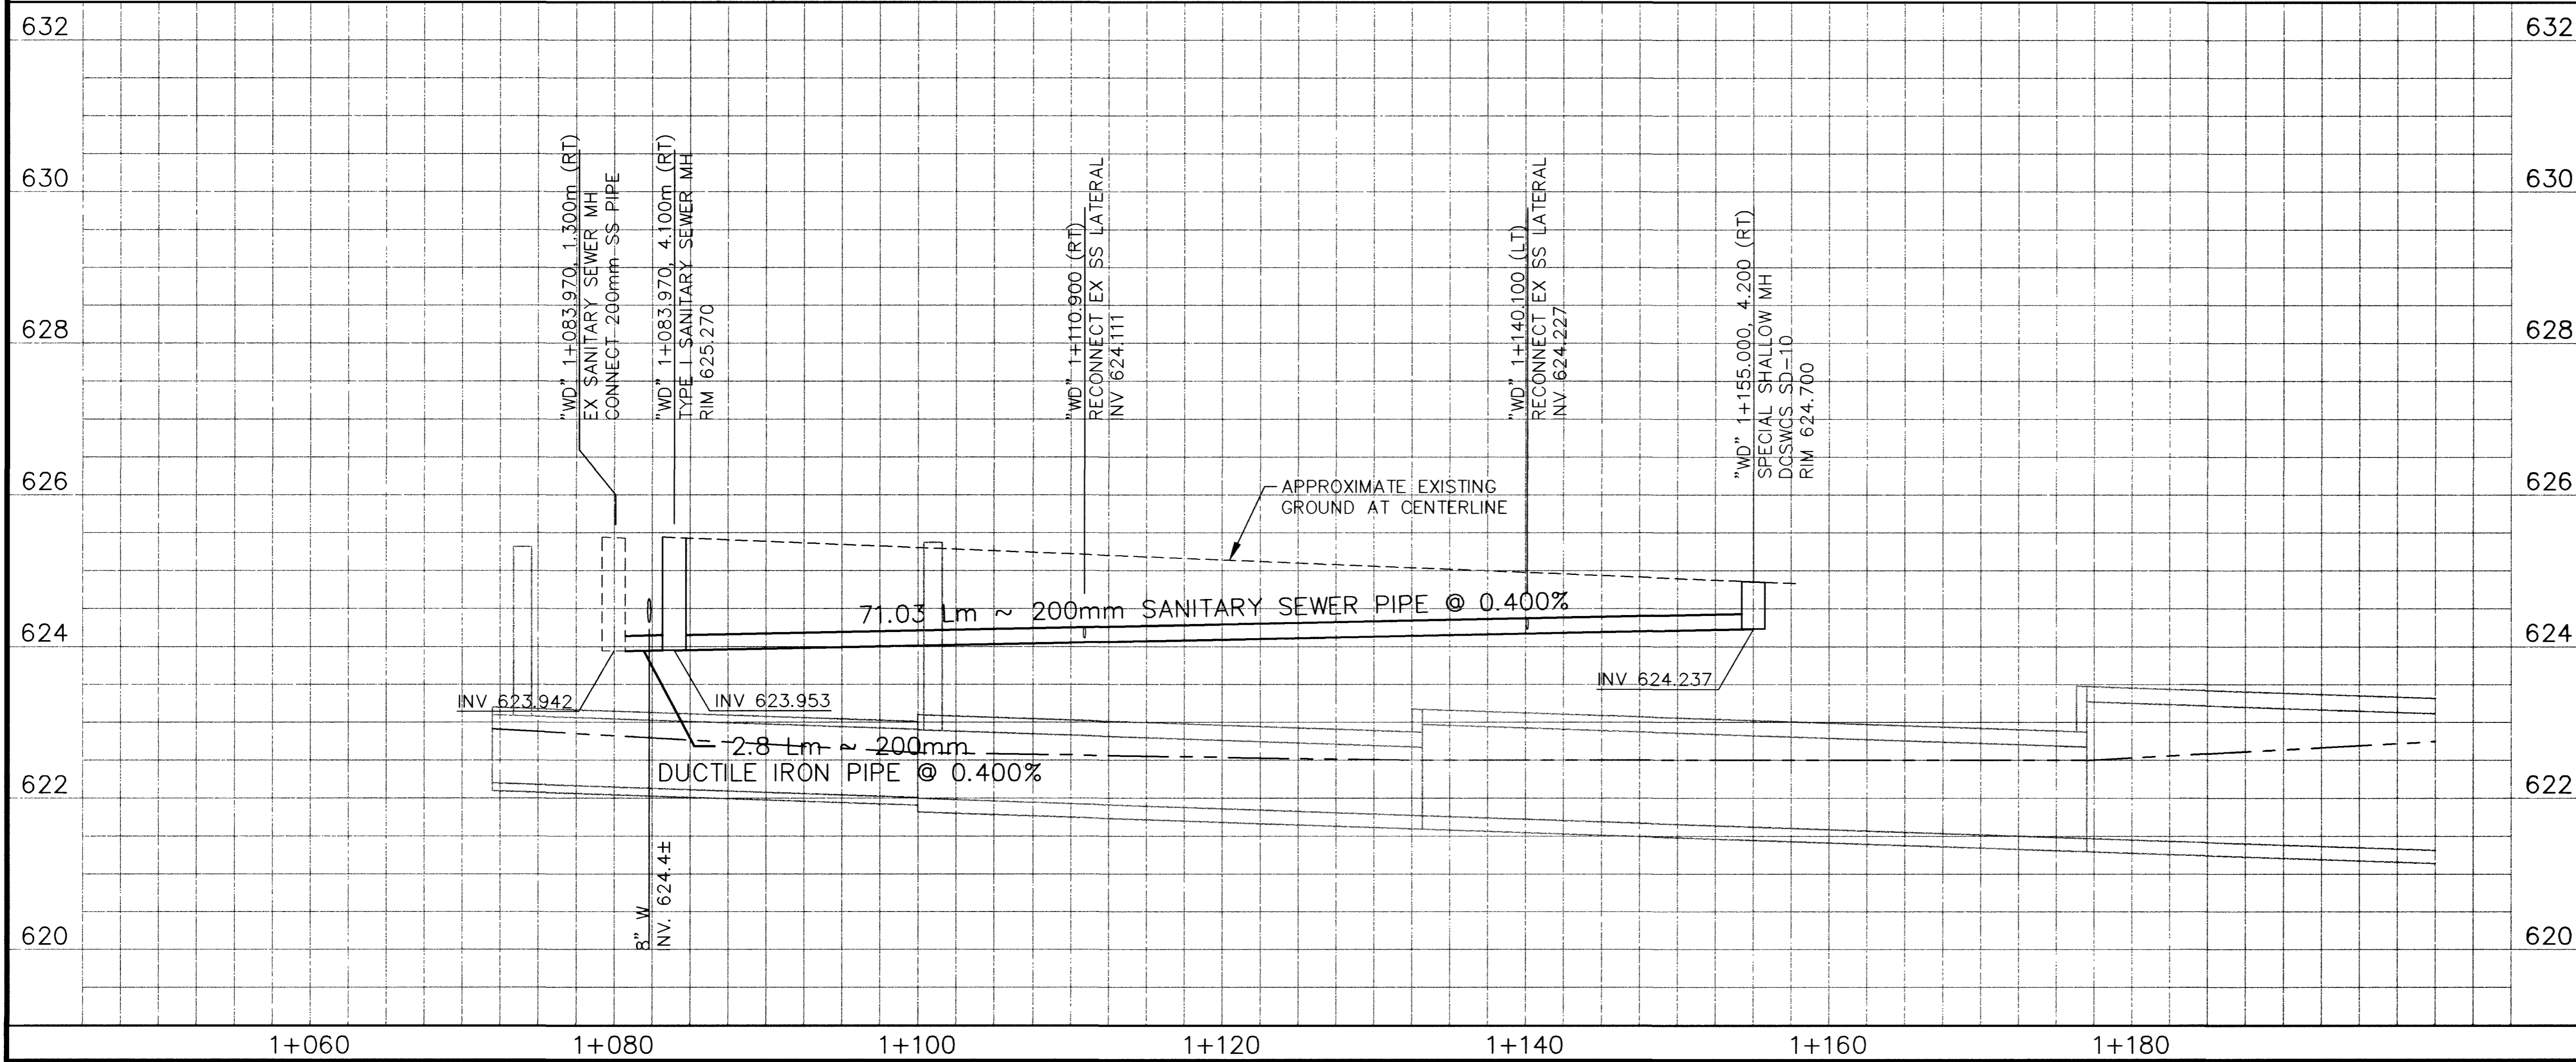 632
632
630
630
628
628
626
626
624
624
622
622
620
620
"WD" 1+083.970, 1.300m (RT)
EX SANITARY SEWER MH
CONNECT 200mm SS PIPE
"WD" 1+083.970, 4.100m (RT)
TYPE I SANITARY SEWER MH
RIM 625.270
"WD" 1+110.900 (RT)
RECONNECT EX SS LATERAL
INV 624.111
"WD" 1+140.100 (LT)
RECONNECT EX SS LATERAL
INV 624.227
"WD" 1+155.000, 4.200 (RT)
SPECIAL SHALLOW MH
DCSWCS SD-10
RIM 624.700
APPROXIMATE EXISTING
GROUND AT CENTERLINE
71.03 Lm ~ 200mm SANITARY SEWER PIPE @ 0.400%
INV 623.942
INV 623.953
INV 624.237
2.8 Lm ~ 200mm
DUCTILE IRON PIPE @ 0.400%
8" W
INV. 624.4±
1+060
1+080
1+100
1+120
1+140
1+160
1+180